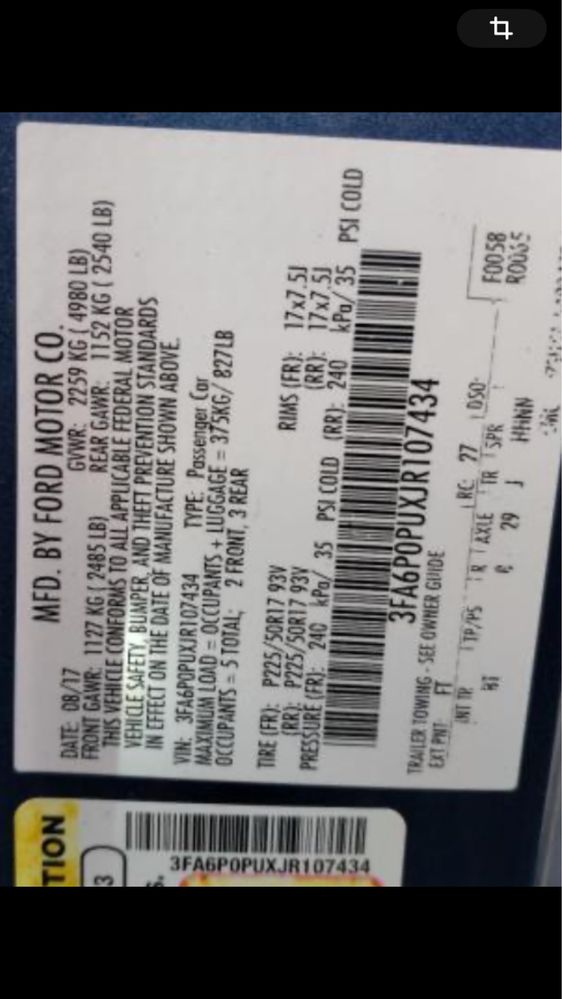 MFD. BY FORD MOTOR CO.
DATE: 08/17 GVWR: 2259 KG ( 4980 LB)
FRONT GAWR: 1127 KG ( 2485 LB) REAR GAWR: 1152 KG ( 2540 LB)
THIS VEHICLE CONFORMS TO ALL APPLICABLE FEDERAL MOTOR
VEHICLE SAFETY, BUMPER, AND THEFT PREVENTION STANDARDS
IN EFFECT ON THE DATE OF MANUFACTURE SHOWN ABOVE.
VIN: 3FA6P0PUXJR107434 TYPE: Passenger Car
MAXIMUM LOAD = OCCUPANTS + LUGGAGE = 375KG/ 827LB
OCCUPANTS = 5 TOTAL; 2 FRONT, 3 REAR
TIRE (FR): P225/50R17 93V RIMS (FR): 17x7.5J
(RR): P225/50R17 93V (RR): 17x7.5J
PRESSURE (FR): 240 kPa/ 35 PSI COLD (RR): 240 kPa/ 35 PSI COLD
3FA6P0PUXJR107434
TRAILER TOWING - SEE OWNER GUIDE
EXT PNT: FT RC: 27 DSO:
F0058
INT TR TP/PS R AXLE TR SPR
29 J
TION
3
3FA6P0PUXJR107434